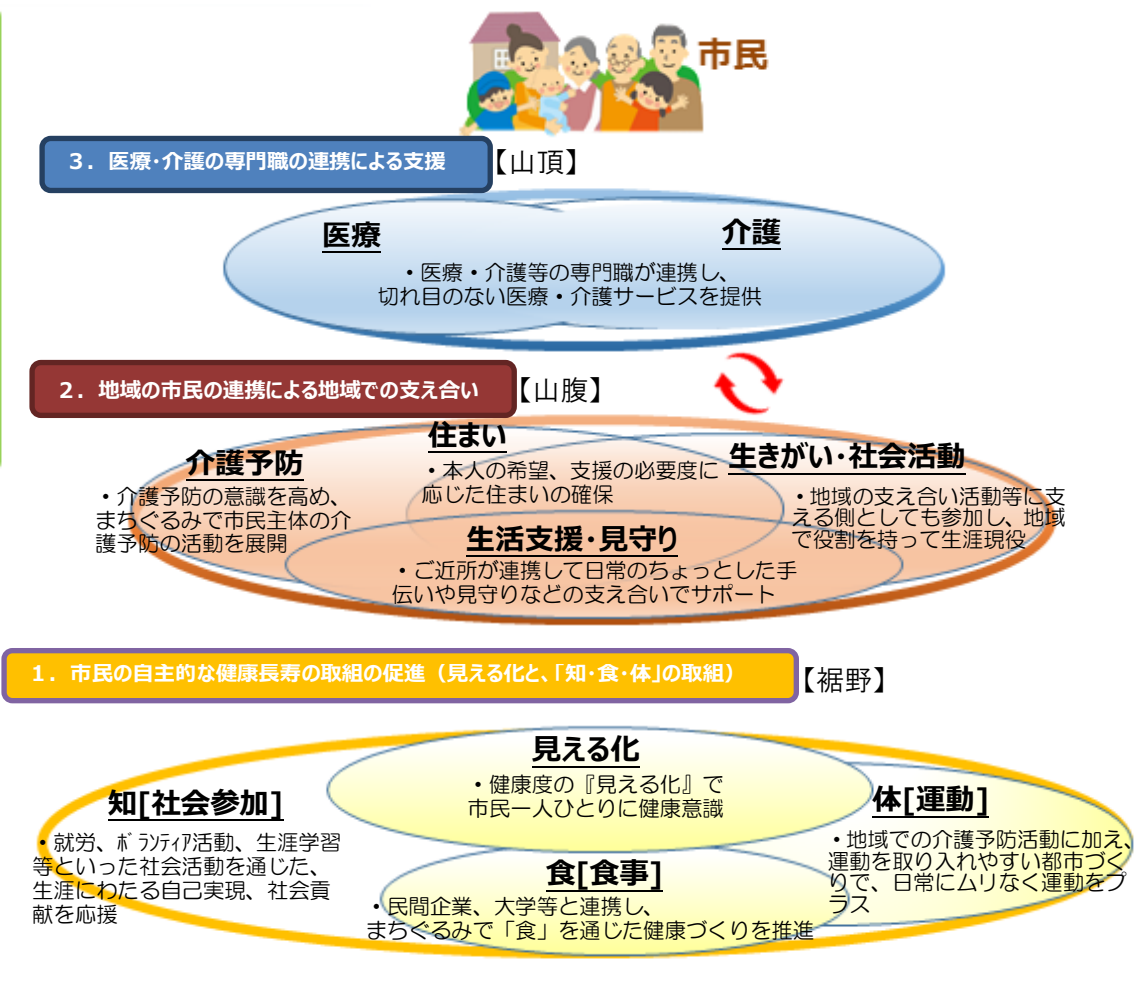 市民
3．医療・介護の専門職の連携による支援
【山頂】
医療
介護
・医療・介護等の専門職が連携し、
切れ目のない医療・介護サービスを提供
2．地域の市民の連携による地域での支え合い
【山腹】
介護予防
・介護予防の意識を高め、
まちぐるみで市民主体の介
護予防の活動を展開
住まい
・本人の希望、支援の必要度に
応じた住まいの確保
生きがい・社会活動
・地域の支え合い活動等に支
える側としても参加し、地域
で役割を持って生涯現役
生活支援・見守り
・ご近所が連携して日常のちょっとした手
伝いや見守りなどの支え合いでサポート
1．市民の自主的な健康長寿の取組の促進（見える化と、「知・食・体」の取組）
【裾野】
見える化
・健康度の『見える化』で
市民一人ひとりに健康意識
知[社会参加]
・就労、ﾎﾞﾗﾝﾃｨｱ活動、生涯学習
等といった社会活動を通じた、
生涯にわたる自己実現、社会貢
献を応援
体[運動]
・地域での介護予防活動に加え、
運動を取り入れやすい都市づく
りで、日常にムリなく運動をプ
ラス
食[食事]
・民間企業、大学等と連携し、
まちぐるみで「食」を通じた健康づくりを推進